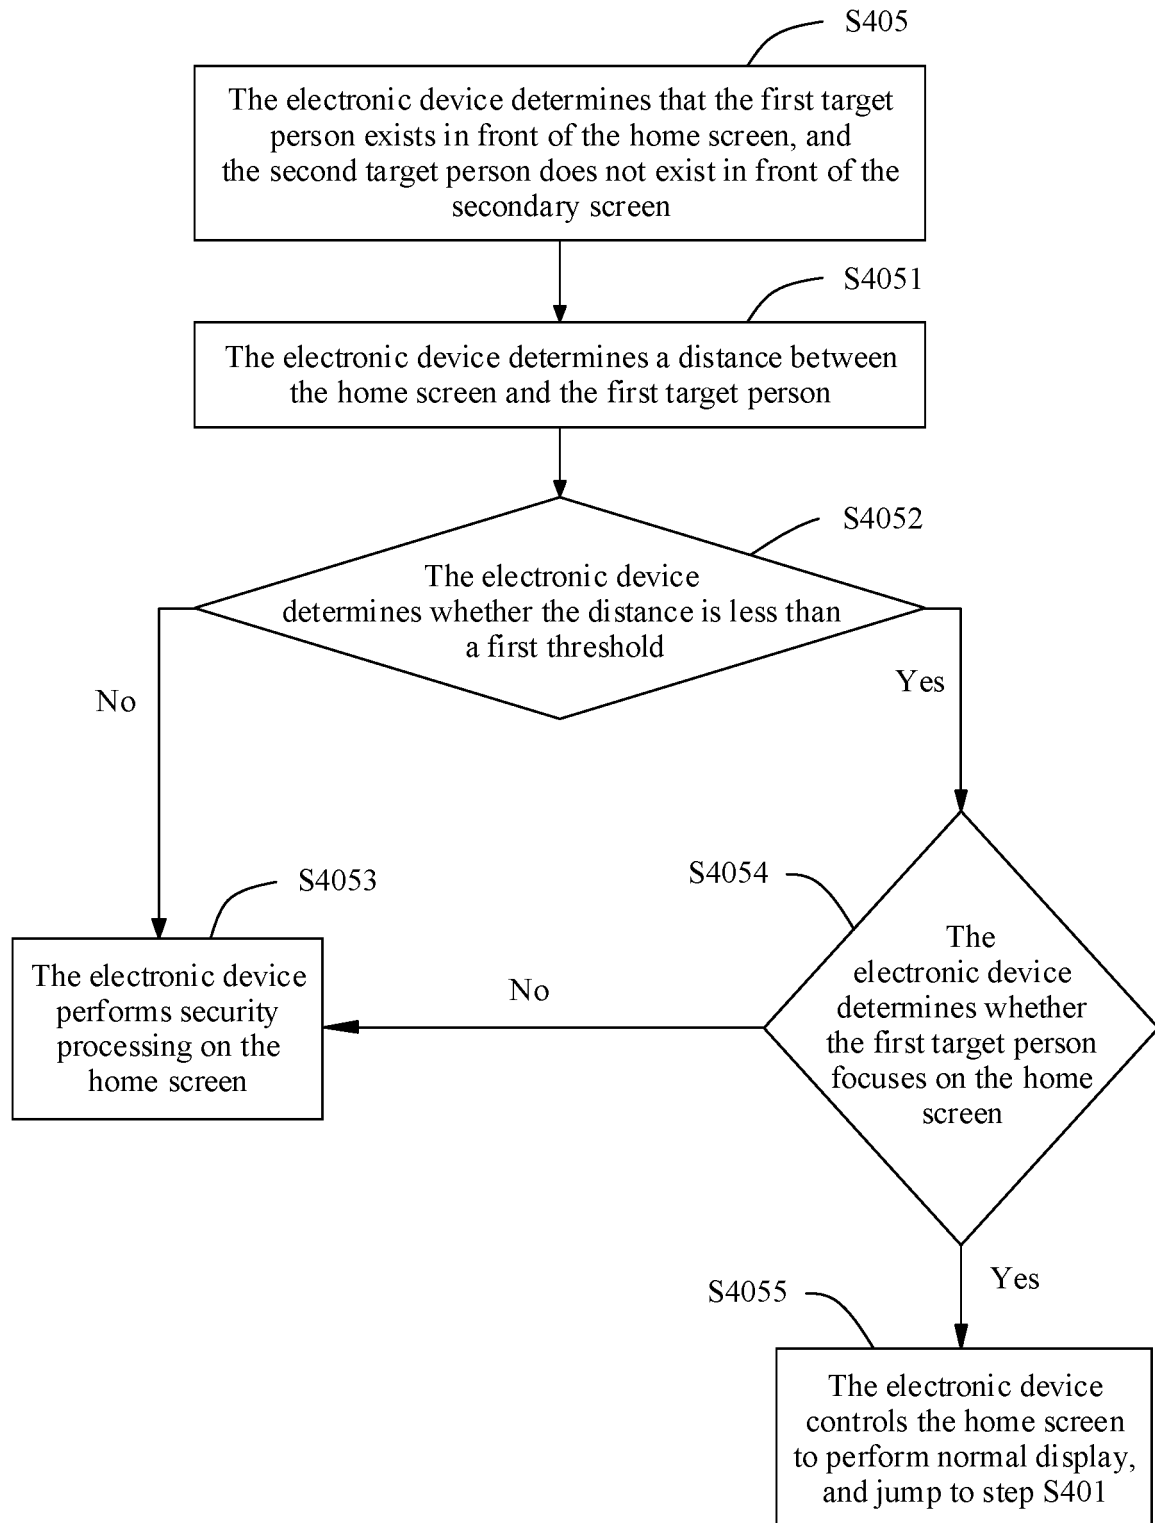 S405
The electronic device determines that the first target
person exists in front of the home screen, and
the second target person does not exist in front of the
secondary screen
S4051
The electronic device determines a distance between
the home screen and the first target person
S4052
The electronic device
determines whether the distance is less than
a first threshold
No
Yes
S4053
The electronic device
performs security
processing on the
home screen
No
S4054
The
electronic device
determines whether
the first target person
focuses on the home
screen
Yes
S4055
The electronic device
controls the home screen
to perform normal display,
and jump to step S401